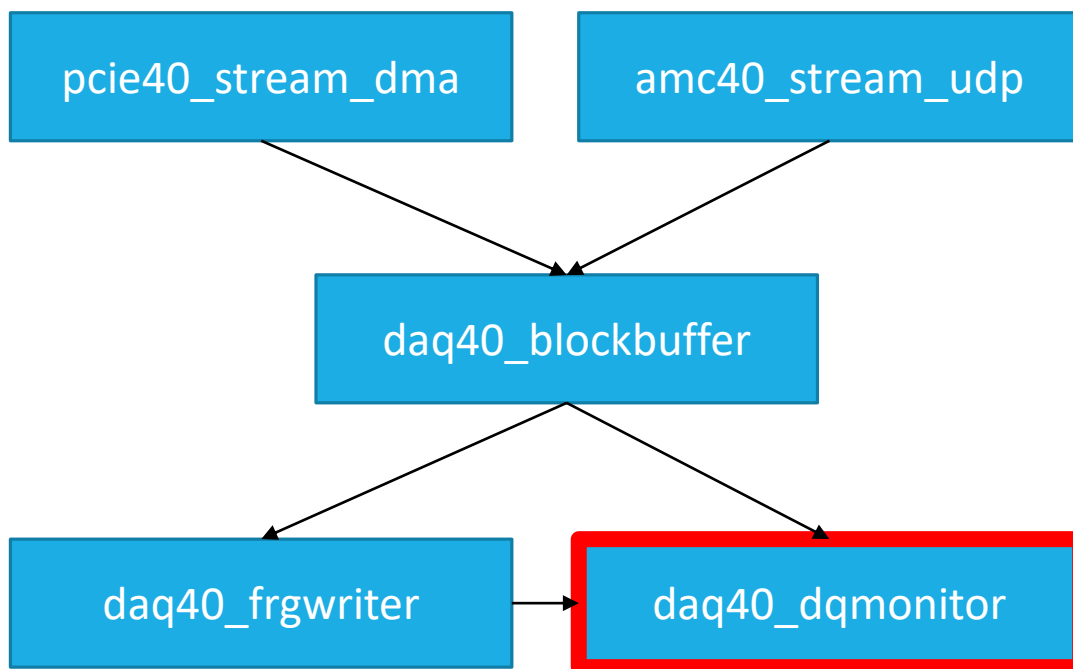 pcie40_stream_dma
amc40_stream_udp
daq40_blockbuffer
daq40_frgwriter
daq40_dqmonitor